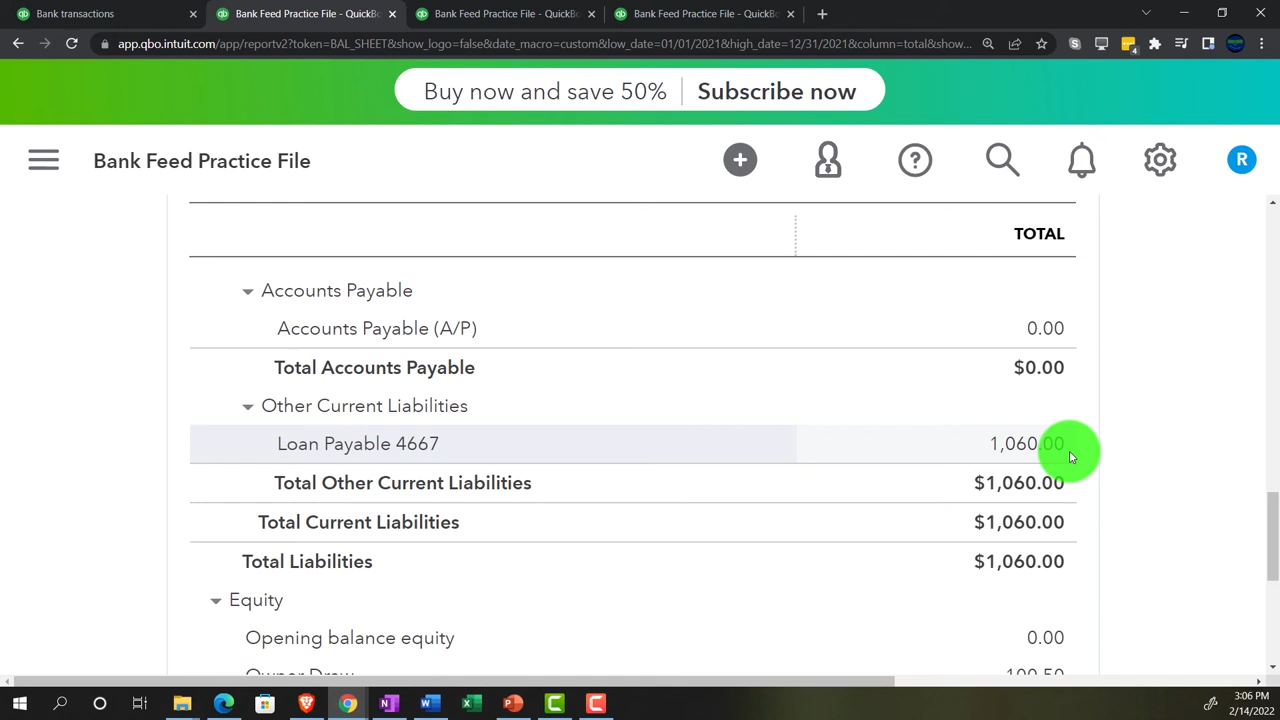 Bank transactions
Bank Feed Practice File - QuickBo
Bank Feed Practice File - QuickBo
Bank Feed Practice File - QuickBo
app.qbo.intuit.com/app/reportv2?token=BAL_SHEET&show_logo=false&date_macro=custom&low_date=01/01/2021&high_date=12/31/2021&column=total&show...
4
Buy now and save 50% Subscribe now
Bank Feed Practice File
R
TOTAL
Accounts Payable
Accounts Payable (A/P) 0.00
Total Accounts Payable $0.00
Other Current Liabilities
Loan Payable 4667 1,060.00
Total Other Current Liabilities $1,060.00
Total Current Liabilities $1,060.00
Total Liabilities $1,060.00
Equity
Opening balance equity 0.00
Owner Draw 100.50
3:06 PM
2/14/2022